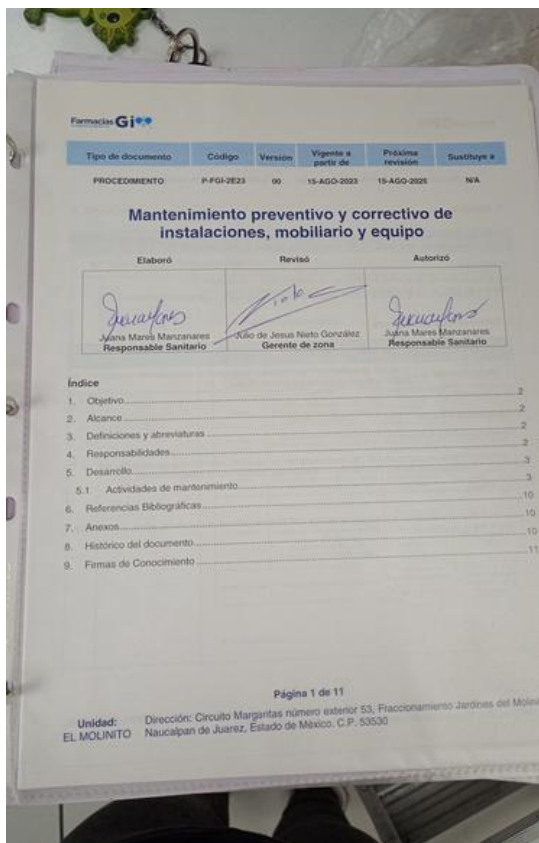 Farmacias Gi
Tipo de documento Código Versión Vigente a partir de Próxima revisión Sustituye a
PROCEDIMIENTO P-FGI-2E23 00 15-AGO-2023 15-AGO-2025 N/A
Mantenimiento preventivo y correctivo de
instalaciones, mobiliario y equipo
Elaboró Revisó Autorizó
Juana Mares Manzanares Julio de Jesus Nieto González Juana Mares Manzanares
Responsable Sanitario Gerente de zona Responsable Sanitario
Índice
1. Objetivo 2
2. Alcance 2
3. Definiciones y abreviaturas 2
4. Responsabilidades 2
5. Desarrollo 3
5.1 Actividades de mantenimiento 3
6. Referencias Bibliográficas 10
7. Anexos 10
8. Histórico del documento 10
9. Firmas de Conocimiento 11
Página 1 de 11
Unidad: Dirección: Circuito Margaritas número exterior 53, Fraccionamiento Jardines del Molin
EL MOLINITO Naucalpan de Juarez, Estado de México. C.P. 53530